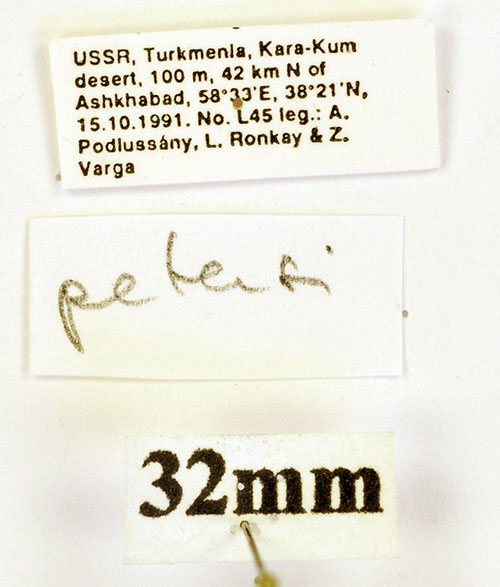 USSR, Turkmenia, Kara-Kum
desert, 100 m, 42 km N of
Ashkhabad, 58°33'E, 38°21'N,
15.10.1991. No. L45 leg.: A.
Podlussány, L. Ronkay & Z.
Varga
petersi
32mm